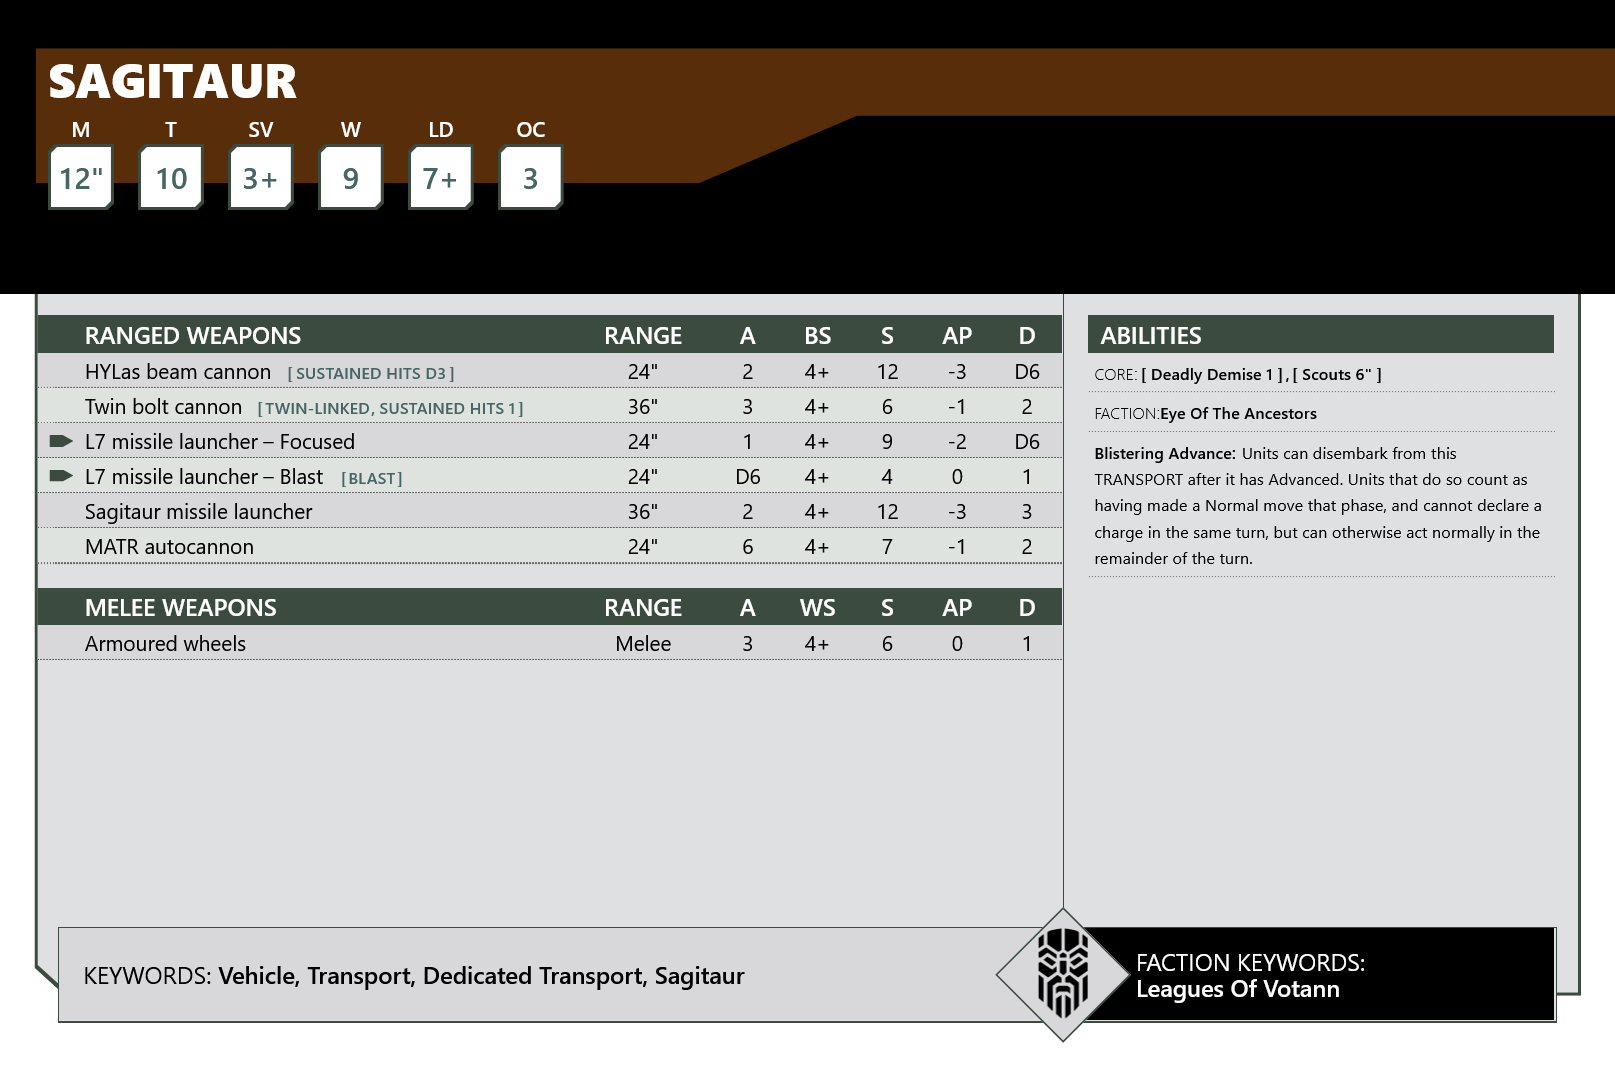 SAGITAUR
M T SV W LD OC
12" 10 3+ 9 7+ 3
RANGED WEAPONS RANGE A BS S AP D
HYLas beam cannon [ SUSTAINED HITS D3 ] 24" 2 4+ 12 -3 D6
Twin bolt cannon [ TWIN-LINKED, SUSTAINED HITS 1 ] 36" 3 4+ 6 -1 2
L7 missile launcher – Focused 24" 1 4+ 9 -2 D6
L7 missile launcher – Blast [ BLAST ] 24" D6 4+ 4 0 1
Sagitaur missile launcher 36" 2 4+ 12 -3 3
MATR autocannon 24" 6 4+ 7 -1 2
MELEE WEAPONS RANGE A WS S AP D
Armoured wheels Melee 3 4+ 6 0 1
ABILITIES
CORE: [ Deadly Demise 1 ] , [ Scouts 6" ]
FACTION:Eye Of The Ancestors
Blistering Advance: Units can disembark from this
TRANSPORT after it has Advanced. Units that do so count as
having made a Normal move that phase, and cannot declare a
charge in the same turn, but can otherwise act normally in the
remainder of the turn.
KEYWORDS: Vehicle, Transport, Dedicated Transport, Sagitaur
FACTION KEYWORDS:
Leagues Of Votann